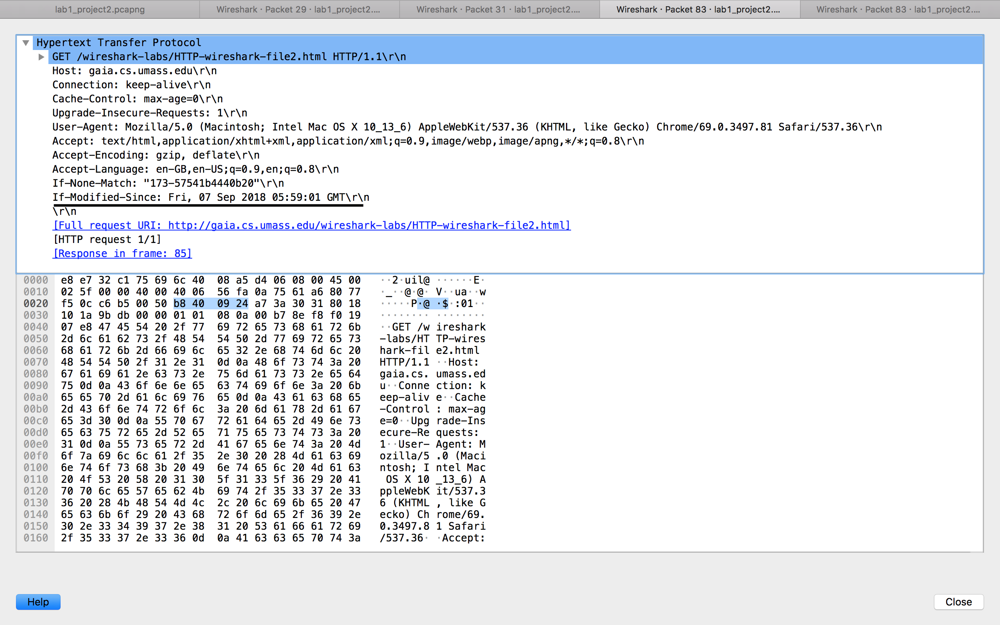 lab1_project2.pcapng
Wireshark · Packet 29 · lab1_project2....
Wireshark · Packet 31 · lab1_project2....
Wireshark · Packet 83 · lab1_project2....
Wireshark · Packet 83 · lab1_project2....
Hypertext Transfer Protocol
GET /wireshark-labs/HTTP-wireshark-file2.html HTTP/1.1\r\n
Host: gaia.cs.umass.edu\r\n
Connection: keep-alive\r\n
Cache-Control: max-age=0\r\n
Upgrade-Insecure-Requests: 1\r\n
User-Agent: Mozilla/5.0 (Macintosh; Intel Mac OS X 10_13_6) AppleWebKit/537.36 (KHTML, like Gecko) Chrome/69.0.3497.81 Safari/537.36\r\n
Accept: text/html,application/xhtml+xml,application/xml;q=0.9,image/webp,image/apng,*/*;q=0.8\r\n
Accept-Encoding: gzip, deflate\r\n
Accept-Language: en-GB,en-US;q=0.9,en;q=0.8\r\n
If-None-Match: "173-57541b4440b20"\r\n
If-Modified-Since: Fri, 07 Sep 2018 05:59:01 GMT\r\n
\r\n
[Full request URI: http://gaia.cs.umass.edu/wireshark-labs/HTTP-wireshark-file2.html]
[HTTP request 1/1]
[Response in frame: 85]
0000 e8 e7 32 c1 75 69 6c 40 08 a5 d4 06 08 00 45 00 ··2·uil@ ······E·
0010 02 5f 00 00 40 00 40 06 56 fa 0a 75 61 a6 80 77 ·_··@·@· V··ua··w
0020 f5 0c c6 b5 00 50 b8 40 09 24 a7 3a 30 31 80 18 ·····P·@ ·$·:01··
0030 10 1a 9b db 00 00 01 01 08 0a 00 b7 8e f8 f0 19 ········ ········
0040 07 e8 47 45 54 20 2f 77 69 72 65 73 68 61 72 6b ··GET /w ireshark
0050 2d 6c 61 62 73 2f 48 54 54 50 2d 77 69 72 65 73 -labs/HT TP-wires
0060 68 61 72 6b 2d 66 69 6c 65 32 2e 68 74 6d 6c 20 hark-fil e2.html
0070 48 54 54 50 2f 31 2e 31 0d 0a 48 6f 73 74 3a 20 HTTP/1.1 ··Host:
0080 67 61 69 61 2e 63 73 2e 75 6d 61 73 73 2e 65 64 gaia.cs. umass.ed
0090 75 0d 0a 43 6f 6e 6e 65 63 74 69 6f 6e 3a 20 6b u··Conne ction: k
00a0 65 65 70 2d 61 6c 69 76 65 0d 0a 43 61 63 68 65 eep-aliv e··Cache
00b0 2d 43 6f 6e 74 72 6f 6c 3a 20 6d 61 78 2d 61 67 -Control : max-ag
00c0 65 3d 30 0d 0a 55 70 67 72 61 64 65 2d 49 6e 73 e=0··Upg rade-Ins
00d0 65 63 75 72 65 2d 52 65 71 75 65 73 74 73 3a 20 ecure-Re quests:
00e0 31 0d 0a 55 73 65 72 2d 41 67 65 6e 74 3a 20 4d 1··User- Agent: M
00f0 6f 7a 69 6c 6c 61 2f 35 2e 30 20 28 4d 61 63 69 ozilla/5 .0 (Maci
0100 6e 74 6f 73 68 3b 20 49 6e 74 65 6c 20 4d 61 63 ntosh; I ntel Mac
0110 20 4f 53 20 58 20 31 30 5f 31 33 5f 36 29 20 41 OS X 10 _13_6) A
0120 70 70 6c 65 57 65 62 4b 69 74 2f 35 33 37 2e 33 ppleWebK it/537.3
0130 36 20 28 4b 48 54 4d 4c 2c 20 6c 69 6b 65 20 47 6 (KHTML , like G
0140 65 63 6b 6f 29 20 43 68 72 6f 6d 65 2f 36 39 2e ecko) Ch rome/69.
0150 30 2e 33 34 39 37 2e 38 31 20 53 61 66 61 72 69 0.3497.8 1 Safari
0160 2f 35 33 37 2e 33 36 0d 0a 41 63 63 65 70 74 3a /537.36· ·Accept:
Help
Close